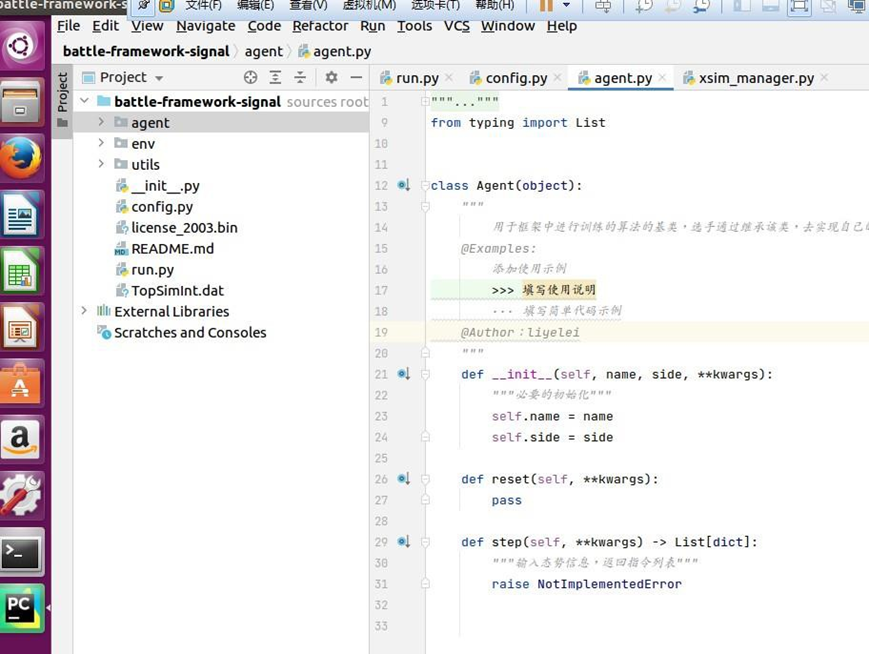 battle-framework-signal
文件(F) 编辑(E) 查看(V) 虚拟机(M) 选项卡(T) 帮助(H)
File Edit View Navigate Code Refactor Run Tools VCS Window Help
battle-framework-signal agent agent.py
Project
Project
run.py config.py agent.py xsim_manager.py
battle-framework-signal sources root
agent
env
utils
__init__.py
config.py
license_2003.bin
README.md
run.py
TopSimInt.dat
External Libraries
Scratches and Consoles
1 """..."""
9 from typing import List
10
11
12 class Agent(object):
13 """
14 用于框架中进行训练的算法的基类，选手通过继承该类，去实现自己
15 @Examples:
16 添加使用示例
17 >>> 填写使用说明
18 ... 填写简单代码示例
19 @Author：liyelei
20 """
21 def __init__(self, name, side, **kwargs):
22 """必要的初始化"""
23 self.name = name
24 self.side = side
25
26 def reset(self, **kwargs):
27 pass
28
29 def step(self, **kwargs) -> List[dict]:
30 """输入态势信息，返回指令列表"""
31 raise NotImplementedError
32
33